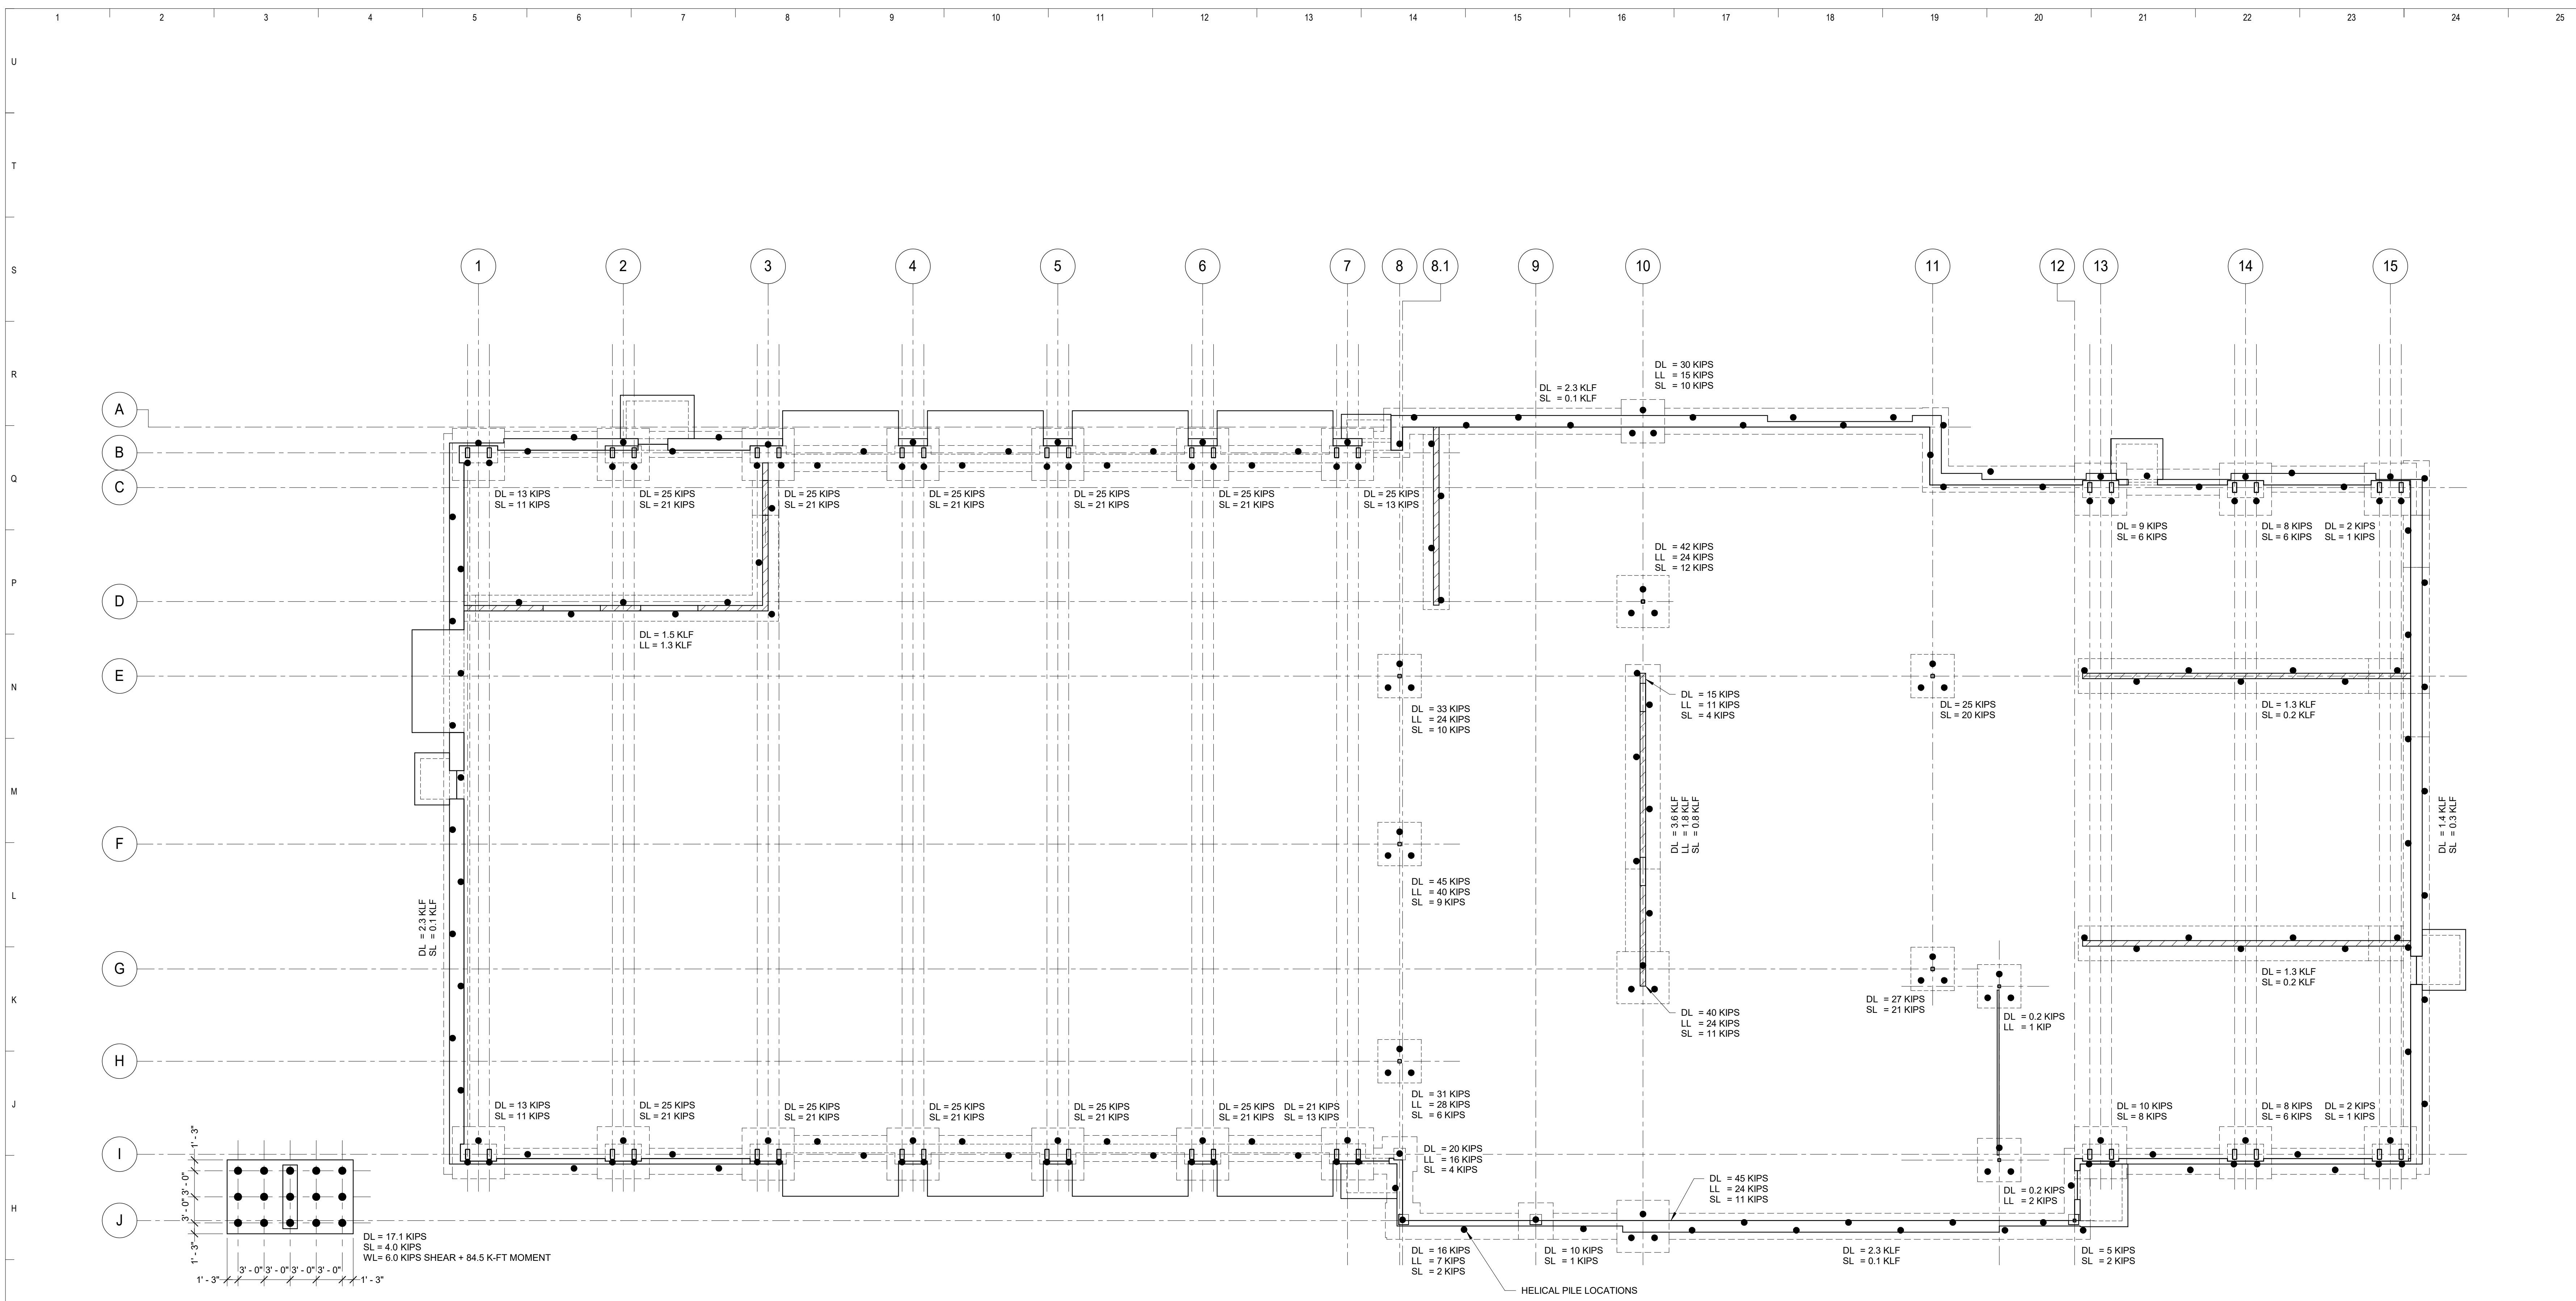 1 2 3 4 5 6 7 8 9 10 11 12 13 14 15 16 17 18 19 20 21 22 23 24 25
U
T
S
1 2 3 4 5 6 7 8 8.1 9 10 11 12 13 14 15
R
DL = 30 KIPS
LL = 15 KIPS
SL = 10 KIPS
DL = 2.3 KLF
SL = 0.1 KLF
A
B
Q
C
DL = 13 KIPS
SL = 11 KIPS
DL = 25 KIPS
SL = 21 KIPS
DL = 25 KIPS
SL = 21 KIPS
DL = 25 KIPS
SL = 21 KIPS
DL = 25 KIPS
SL = 21 KIPS
DL = 25 KIPS
SL = 21 KIPS
DL = 25 KIPS
SL = 13 KIPS
DL = 9 KIPS
SL = 6 KIPS
DL = 8 KIPS
SL = 6 KIPS
DL = 2 KIPS
SL = 1 KIPS
DL = 42 KIPS
LL = 24 KIPS
SL = 12 KIPS
P
D
DL = 1.5 KLF
LL = 1.3 KLF
E
N
DL = 33 KIPS
LL = 24 KIPS
SL = 10 KIPS
DL = 15 KIPS
LL = 11 KIPS
SL = 4 KIPS
DL = 25 KIPS
SL = 20 KIPS
DL = 1.3 KLF
SL = 0.2 KLF
M
DL = 3.6 KLF
LL = 1.8 KLF
SL = 0.8 KLF
DL = 1.4 KLF
SL = 0.3 KLF
F
L
DL = 45 KIPS
LL = 40 KIPS
SL = 9 KIPS
DL = 2.3 KLF
SL = 0.1 KLF
G
DL = 1.3 KLF
SL = 0.2 KLF
K
DL = 27 KIPS
SL = 21 KIPS
DL = 40 KIPS
LL = 24 KIPS
SL = 11 KIPS
DL = 0.2 KIPS
LL = 1 KIP
H
J
DL = 13 KIPS
SL = 11 KIPS
DL = 25 KIPS
SL = 21 KIPS
DL = 25 KIPS
SL = 21 KIPS
DL = 25 KIPS
SL = 21 KIPS
DL = 25 KIPS
SL = 21 KIPS
DL = 25 KIPS
SL = 21 KIPS
DL = 21 KIPS
SL = 13 KIPS
DL = 31 KIPS
LL = 28 KIPS
SL = 6 KIPS
DL = 10 KIPS
SL = 8 KIPS
DL = 8 KIPS
SL = 6 KIPS
DL = 2 KIPS
SL = 1 KIPS
I
DL = 20 KIPS
LL = 16 KIPS
SL = 4 KIPS
DL = 45 KIPS
LL = 24 KIPS
SL = 11 KIPS
DL = 0.2 KIPS
LL = 2 KIPS
H
J
1' - 3"
3' - 0"
3' - 0"
1' - 3"
DL = 17.1 KIPS
SL = 4.0 KIPS
WL= 6.0 KIPS SHEAR + 84.5 K-FT MOMENT
3' - 0" 3' - 0" 3' - 0" 3' - 0"
1' - 3" 1' - 3"
DL = 16 KIPS
LL = 7 KIPS
SL = 2 KIPS
DL = 10 KIPS
SL = 1 KIPS
DL = 2.3 KLF
SL = 0.1 KLF
DL = 5 KIPS
SL = 2 KIPS
HELICAL PILE LOCATIONS